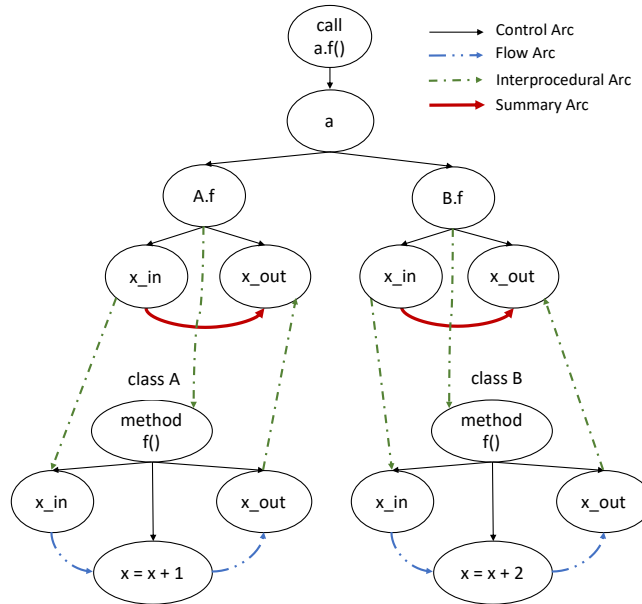 call
a.f()
Control Arc
Flow Arc
Interprocedural Arc
Summary Arc
a
A.f
B.f
x_in
x_out
x_in
x_out
class A
class B
method
f()
method
f()
x_in
x_out
x_in
x_out
x = x + 1
x = x + 2